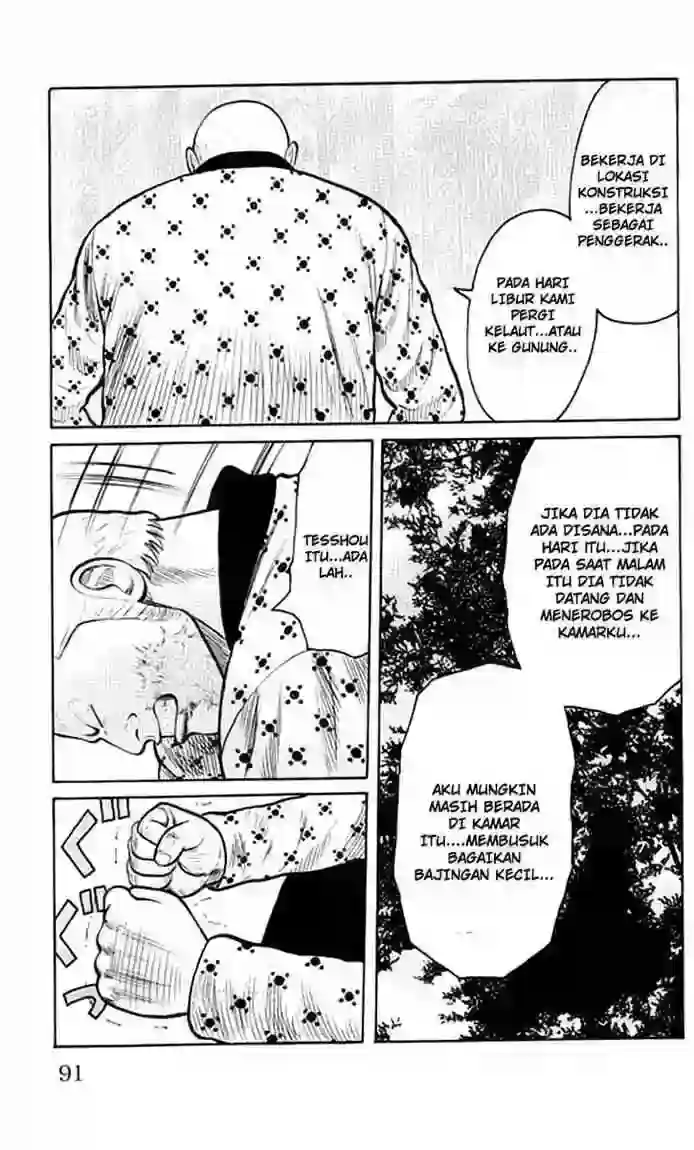 BEKERJA DI
LOKASI
KONSTRUKSI
...BEKERJA
SEBAGAI
PENGGERAK..
PADA HARI
LIBUR KAMI
PERGI
KELAUT...ATAU
KE GUNUNG..
JIKA DIA TIDAK
ADA DISANA...PADA
HARI ITU...JIKA
PADA SAAT MALAM
ITU DIA TIDAK
DATANG DAN
MENEROBOS KE
KAMARKU...
AKU MUNGKIN
MASIH BERADA
DI KAMAR
ITU....MEMBUSUK
BAGAIKAN
BAJINGAN KECIL...
TESSHOU
ITU...ADA
LAH..
91